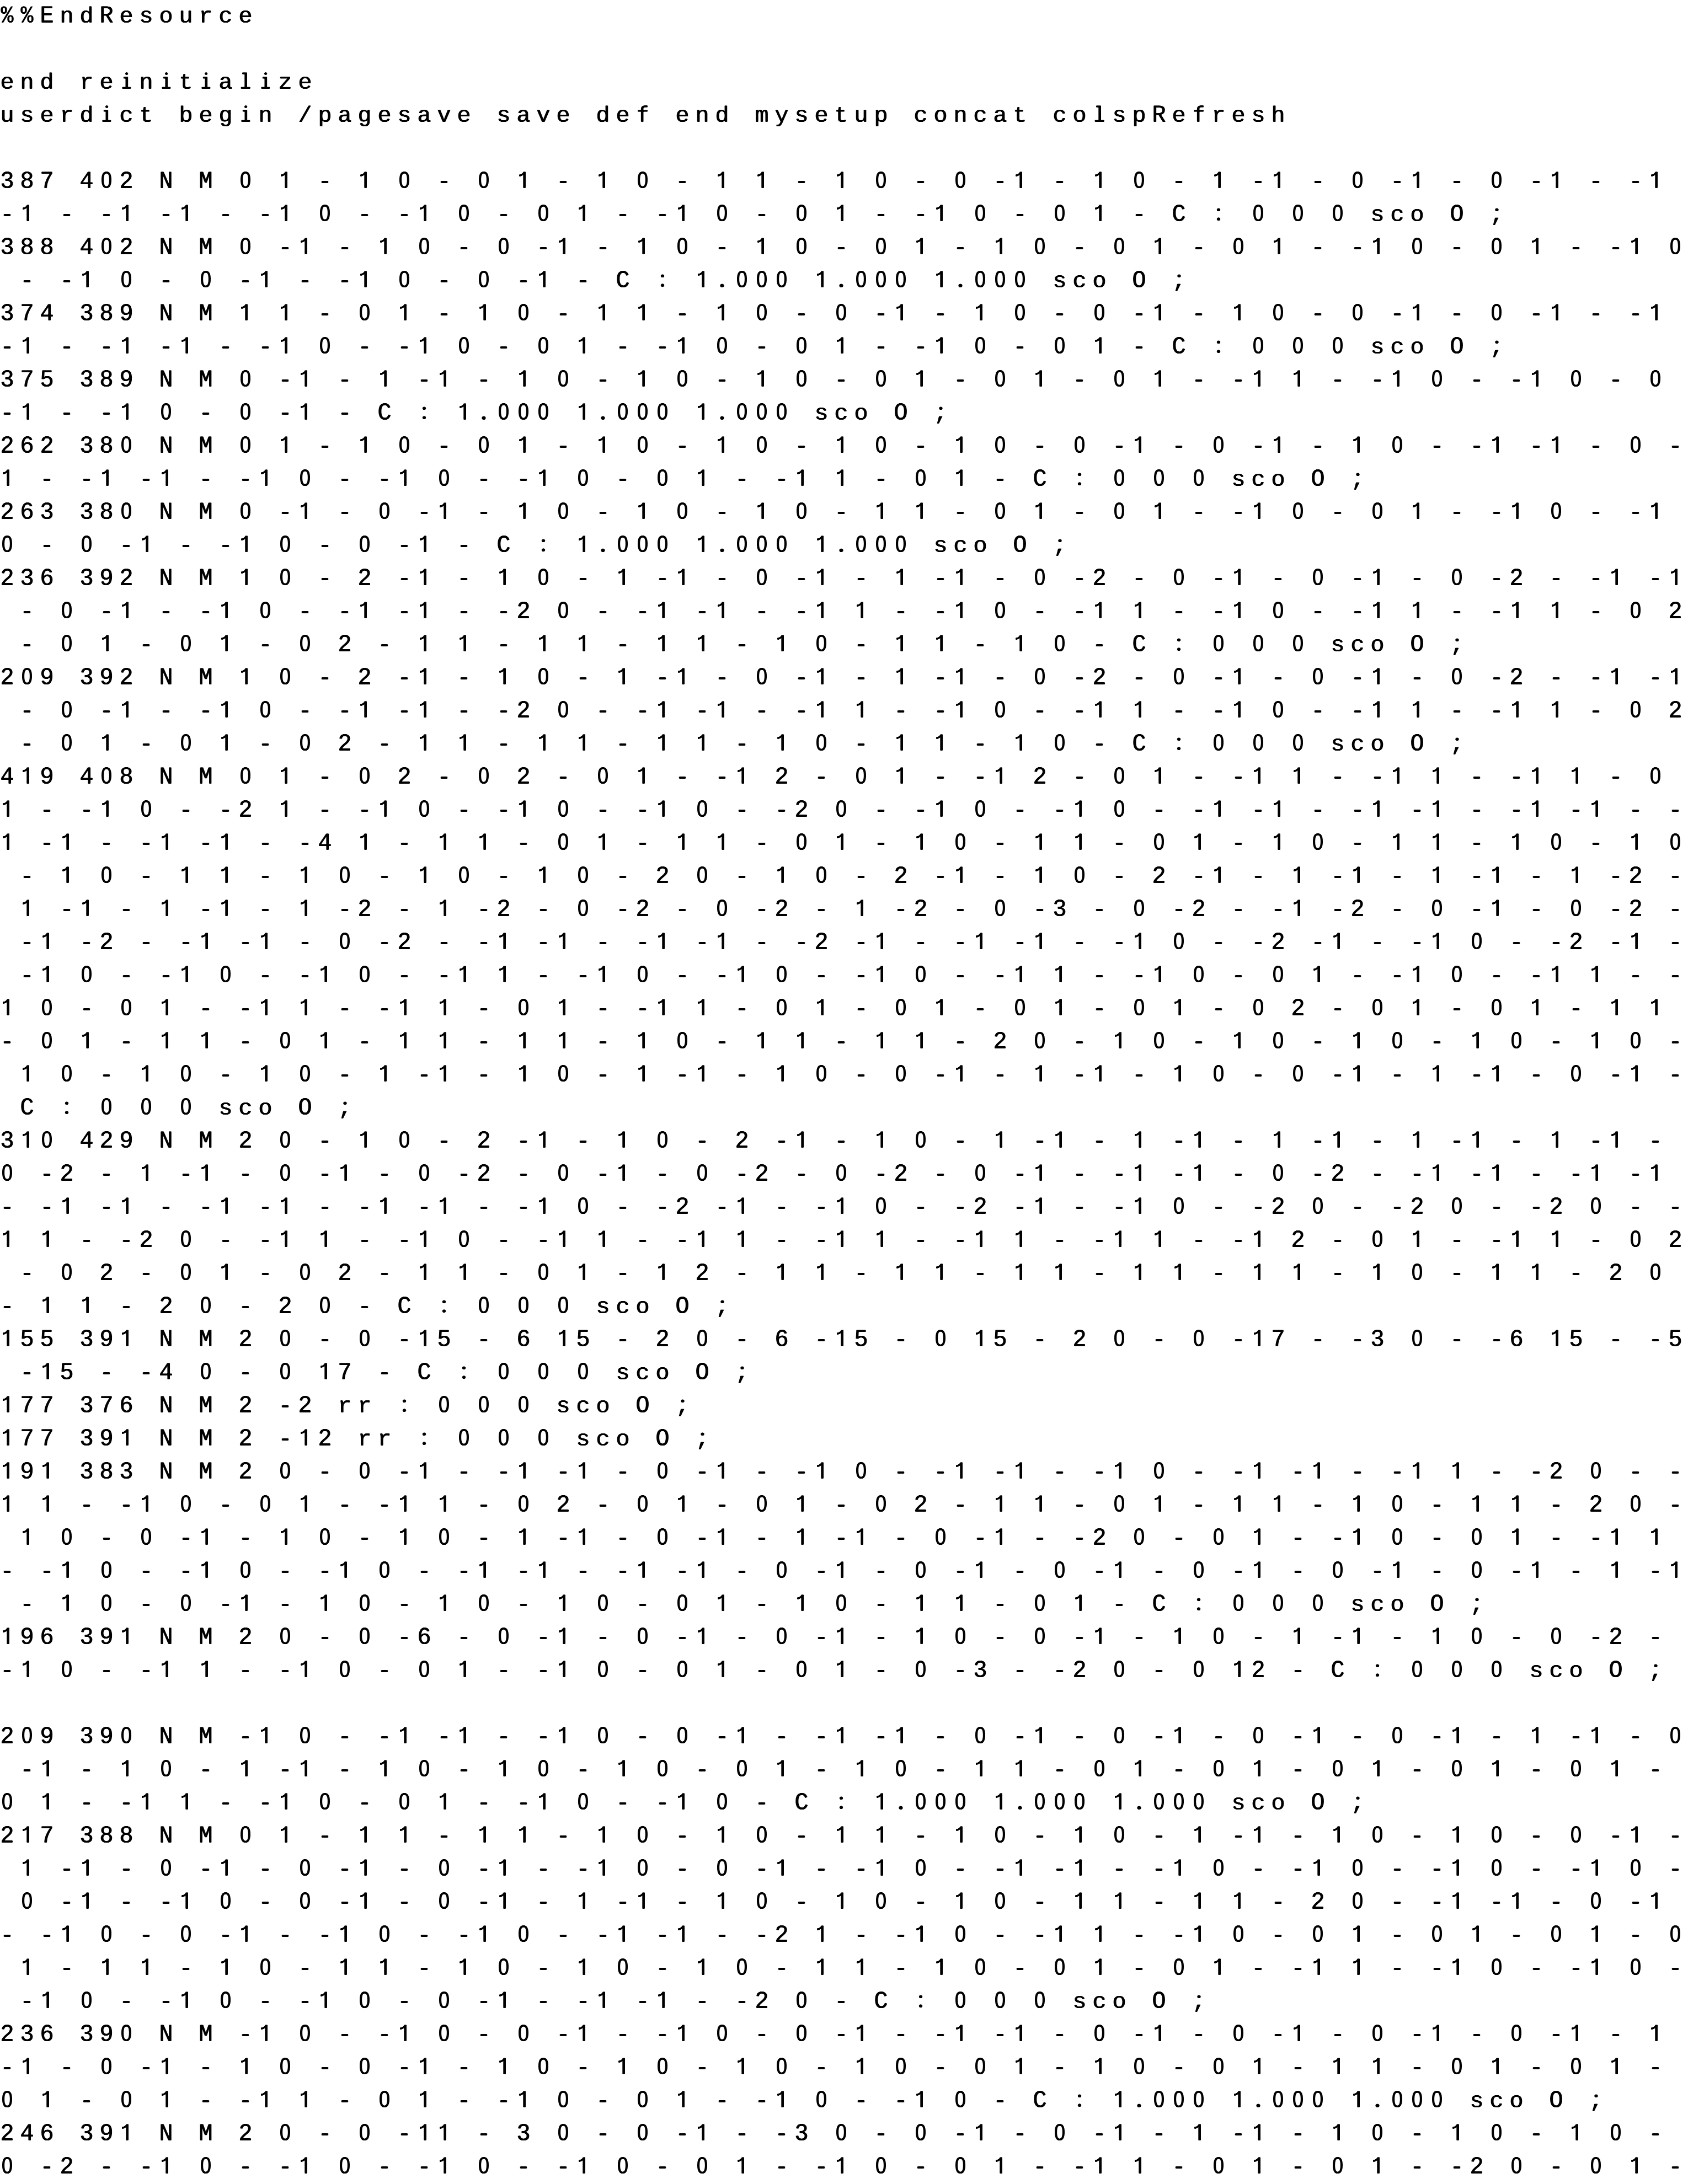 %%EndResource
end reinitialize
userdict begin /pagesave save def end mysetup concat colspRefresh
387 402 N M 0 1 - 1 0 - 0 1 - 1 0 - 1 1 - 1 0 - 0 -1 - 1 0 - 1 -1 - 0 -1 - 0 -1 - -1
-1 - -1 -1 - -1 0 - -1 0 - 0 1 - -1 0 - 0 1 - -1 0 - 0 1 - C : 0 0 0 sco O ;
388 402 N M 0 -1 - 1 0 - 0 -1 - 1 0 - 1 0 - 0 1 - 1 0 - 0 1 - 0 1 - -1 0 - 0 1 - -1 0
- -1 0 - 0 -1 - -1 0 - 0 -1 - C : 1.000 1.000 1.000 sco O ;
374 389 N M 1 1 - 0 1 - 1 0 - 1 1 - 1 0 - 0 -1 - 1 0 - 0 -1 - 1 0 - 0 -1 - 0 -1 - -1
-1 - -1 -1 - -1 0 - -1 0 - 0 1 - -1 0 - 0 1 - -1 0 - 0 1 - C : 0 0 0 sco O ;
375 389 N M 0 -1 - 1 -1 - 1 0 - 1 0 - 1 0 - 0 1 - 0 1 - 0 1 - -1 1 - -1 0 - -1 0 - 0
-1 - -1 0 - 0 -1 - C : 1.000 1.000 1.000 sco O ;
262 380 N M 0 1 - 1 0 - 0 1 - 1 0 - 1 0 - 1 0 - 1 0 - 0 -1 - 0 -1 - 1 0 - -1 -1 - 0 -
1 - -1 -1 - -1 0 - -1 0 - -1 0 - 0 1 - -1 1 - 0 1 - C : 0 0 0 sco O ;
263 380 N M 0 -1 - 0 -1 - 1 0 - 1 0 - 1 0 - 1 1 - 0 1 - 0 1 - -1 0 - 0 1 - -1 0 - -1
0 - 0 -1 - -1 0 - 0 -1 - C : 1.000 1.000 1.000 sco O ;
236 392 N M 1 0 - 2 -1 - 1 0 - 1 -1 - 0 -1 - 1 -1 - 0 -2 - 0 -1 - 0 -1 - 0 -2 - -1 -1
- 0 -1 - -1 0 - -1 -1 - -2 0 - -1 -1 - -1 1 - -1 0 - -1 1 - -1 0 - -1 1 - -1 1 - 0 2
- 0 1 - 0 1 - 0 2 - 1 1 - 1 1 - 1 1 - 1 0 - 1 1 - 1 0 - C : 0 0 0 sco O ;
209 392 N M 1 0 - 2 -1 - 1 0 - 1 -1 - 0 -1 - 1 -1 - 0 -2 - 0 -1 - 0 -1 - 0 -2 - -1 -1
- 0 -1 - -1 0 - -1 -1 - -2 0 - -1 -1 - -1 1 - -1 0 - -1 1 - -1 0 - -1 1 - -1 1 - 0 2
- 0 1 - 0 1 - 0 2 - 1 1 - 1 1 - 1 1 - 1 0 - 1 1 - 1 0 - C : 0 0 0 sco O ;
419 408 N M 0 1 - 0 2 - 0 2 - 0 1 - -1 2 - 0 1 - -1 2 - 0 1 - -1 1 - -1 1 - -1 1 - 0
1 - -1 0 - -2 1 - -1 0 - -1 0 - -1 0 - -2 0 - -1 0 - -1 0 - -1 -1 - -1 -1 - -1 -1 - -
1 -1 - -1 -1 - -4 1 - 1 1 - 0 1 - 1 1 - 0 1 - 1 0 - 1 1 - 0 1 - 1 0 - 1 1 - 1 0 - 1 0
- 1 0 - 1 1 - 1 0 - 1 0 - 1 0 - 2 0 - 1 0 - 2 -1 - 1 0 - 2 -1 - 1 -1 - 1 -1 - 1 -2 -
1 -1 - 1 -1 - 1 -2 - 1 -2 - 0 -2 - 0 -2 - 1 -2 - 0 -3 - 0 -2 - -1 -2 - 0 -1 - 0 -2 -
-1 -2 - -1 -1 - 0 -2 - -1 -1 - -1 -1 - -2 -1 - -1 -1 - -1 0 - -2 -1 - -1 0 - -2 -1 -
-1 0 - -1 0 - -1 0 - -1 1 - -1 0 - -1 0 - -1 0 - -1 1 - -1 0 - 0 1 - -1 0 - -1 1 - -
1 0 - 0 1 - -1 1 - -1 1 - 0 1 - -1 1 - 0 1 - 0 1 - 0 1 - 0 1 - 0 2 - 0 1 - 0 1 - 1 1
- 0 1 - 1 1 - 0 1 - 1 1 - 1 1 - 1 0 - 1 1 - 1 1 - 2 0 - 1 0 - 1 0 - 1 0 - 1 0 - 1 0 -
1 0 - 1 0 - 1 0 - 1 -1 - 1 0 - 1 -1 - 1 0 - 0 -1 - 1 -1 - 1 0 - 0 -1 - 1 -1 - 0 -1 -
C : 0 0 0 sco O ;
310 429 N M 2 0 - 1 0 - 2 -1 - 1 0 - 2 -1 - 1 0 - 1 -1 - 1 -1 - 1 -1 - 1 -1 - 1 -1 -
0 -2 - 1 -1 - 0 -1 - 0 -2 - 0 -1 - 0 -2 - 0 -2 - 0 -1 - -1 -1 - 0 -2 - -1 -1 - -1 -1
- -1 -1 - -1 -1 - -1 -1 - -1 0 - -2 -1 - -1 0 - -2 -1 - -1 0 - -2 0 - -2 0 - -2 0 - -
1 1 - -2 0 - -1 1 - -1 0 - -1 1 - -1 1 - -1 1 - -1 1 - -1 1 - -1 2 - 0 1 - -1 1 - 0 2
- 0 2 - 0 1 - 0 2 - 1 1 - 0 1 - 1 2 - 1 1 - 1 1 - 1 1 - 1 1 - 1 1 - 1 0 - 1 1 - 2 0
- 1 1 - 2 0 - 2 0 - C : 0 0 0 sco O ;
155 391 N M 2 0 - 0 -15 - 6 15 - 2 0 - 6 -15 - 0 15 - 2 0 - 0 -17 - -3 0 - -6 15 - -5
-15 - -4 0 - 0 17 - C : 0 0 0 sco O ;
177 376 N M 2 -2 rr : 0 0 0 sco O ;
177 391 N M 2 -12 rr : 0 0 0 sco O ;
191 383 N M 2 0 - 0 -1 - -1 -1 - 0 -1 - -1 0 - -1 -1 - -1 0 - -1 -1 - -1 1 - -2 0 - -
1 1 - -1 0 - 0 1 - -1 1 - 0 2 - 0 1 - 0 1 - 0 2 - 1 1 - 0 1 - 1 1 - 1 0 - 1 1 - 2 0 -
1 0 - 0 -1 - 1 0 - 1 0 - 1 -1 - 0 -1 - 1 -1 - 0 -1 - -2 0 - 0 1 - -1 0 - 0 1 - -1 1
- -1 0 - -1 0 - -1 0 - -1 -1 - -1 -1 - 0 -1 - 0 -1 - 0 -1 - 0 -1 - 0 -1 - 0 -1 - 1 -1
- 1 0 - 0 -1 - 1 0 - 1 0 - 1 0 - 0 1 - 1 0 - 1 1 - 0 1 - C : 0 0 0 sco O ;
196 391 N M 2 0 - 0 -6 - 0 -1 - 0 -1 - 0 -1 - 1 0 - 0 -1 - 1 0 - 1 -1 - 1 0 - 0 -2 -
-1 0 - -1 1 - -1 0 - 0 1 - -1 0 - 0 1 - 0 1 - 0 -3 - -2 0 - 0 12 - C : 0 0 0 sco O ;
209 390 N M -1 0 - -1 -1 - -1 0 - 0 -1 - -1 -1 - 0 -1 - 0 -1 - 0 -1 - 0 -1 - 1 -1 - 0
-1 - 1 0 - 1 -1 - 1 0 - 1 0 - 1 0 - 0 1 - 1 0 - 1 1 - 0 1 - 0 1 - 0 1 - 0 1 - 0 1 -
0 1 - -1 1 - -1 0 - 0 1 - -1 0 - -1 0 - C : 1.000 1.000 1.000 sco O ;
217 388 N M 0 1 - 1 1 - 1 1 - 1 0 - 1 0 - 1 1 - 1 0 - 1 0 - 1 -1 - 1 0 - 1 0 - 0 -1 -
1 -1 - 0 -1 - 0 -1 - 0 -1 - -1 0 - 0 -1 - -1 0 - -1 -1 - -1 0 - -1 0 - -1 0 - -1 0 -
0 -1 - -1 0 - 0 -1 - 0 -1 - 1 -1 - 1 0 - 1 0 - 1 0 - 1 1 - 1 1 - 2 0 - -1 -1 - 0 -1
- -1 0 - 0 -1 - -1 0 - -1 0 - -1 -1 - -2 1 - -1 0 - -1 1 - -1 0 - 0 1 - 0 1 - 0 1 - 0
1 - 1 1 - 1 0 - 1 1 - 1 0 - 1 0 - 1 0 - 1 1 - 1 0 - 0 1 - 0 1 - -1 1 - -1 0 - -1 0 -
-1 0 - -1 0 - -1 0 - 0 -1 - -1 -1 - -2 0 - C : 0 0 0 sco O ;
236 390 N M -1 0 - -1 0 - 0 -1 - -1 0 - 0 -1 - -1 -1 - 0 -1 - 0 -1 - 0 -1 - 0 -1 - 1
-1 - 0 -1 - 1 0 - 0 -1 - 1 0 - 1 0 - 1 0 - 1 0 - 0 1 - 1 0 - 0 1 - 1 1 - 0 1 - 0 1 -
0 1 - 0 1 - -1 1 - 0 1 - -1 0 - 0 1 - -1 0 - -1 0 - C : 1.000 1.000 1.000 sco O ;
246 391 N M 2 0 - 0 -11 - 3 0 - 0 -1 - -3 0 - 0 -1 - 0 -1 - 1 -1 - 1 0 - 1 0 - 1 0 -
0 -2 - -1 0 - -1 0 - -1 0 - -1 0 - 0 1 - -1 0 - 0 1 - -1 1 - 0 1 - 0 1 - -2 0 - 0 1 -